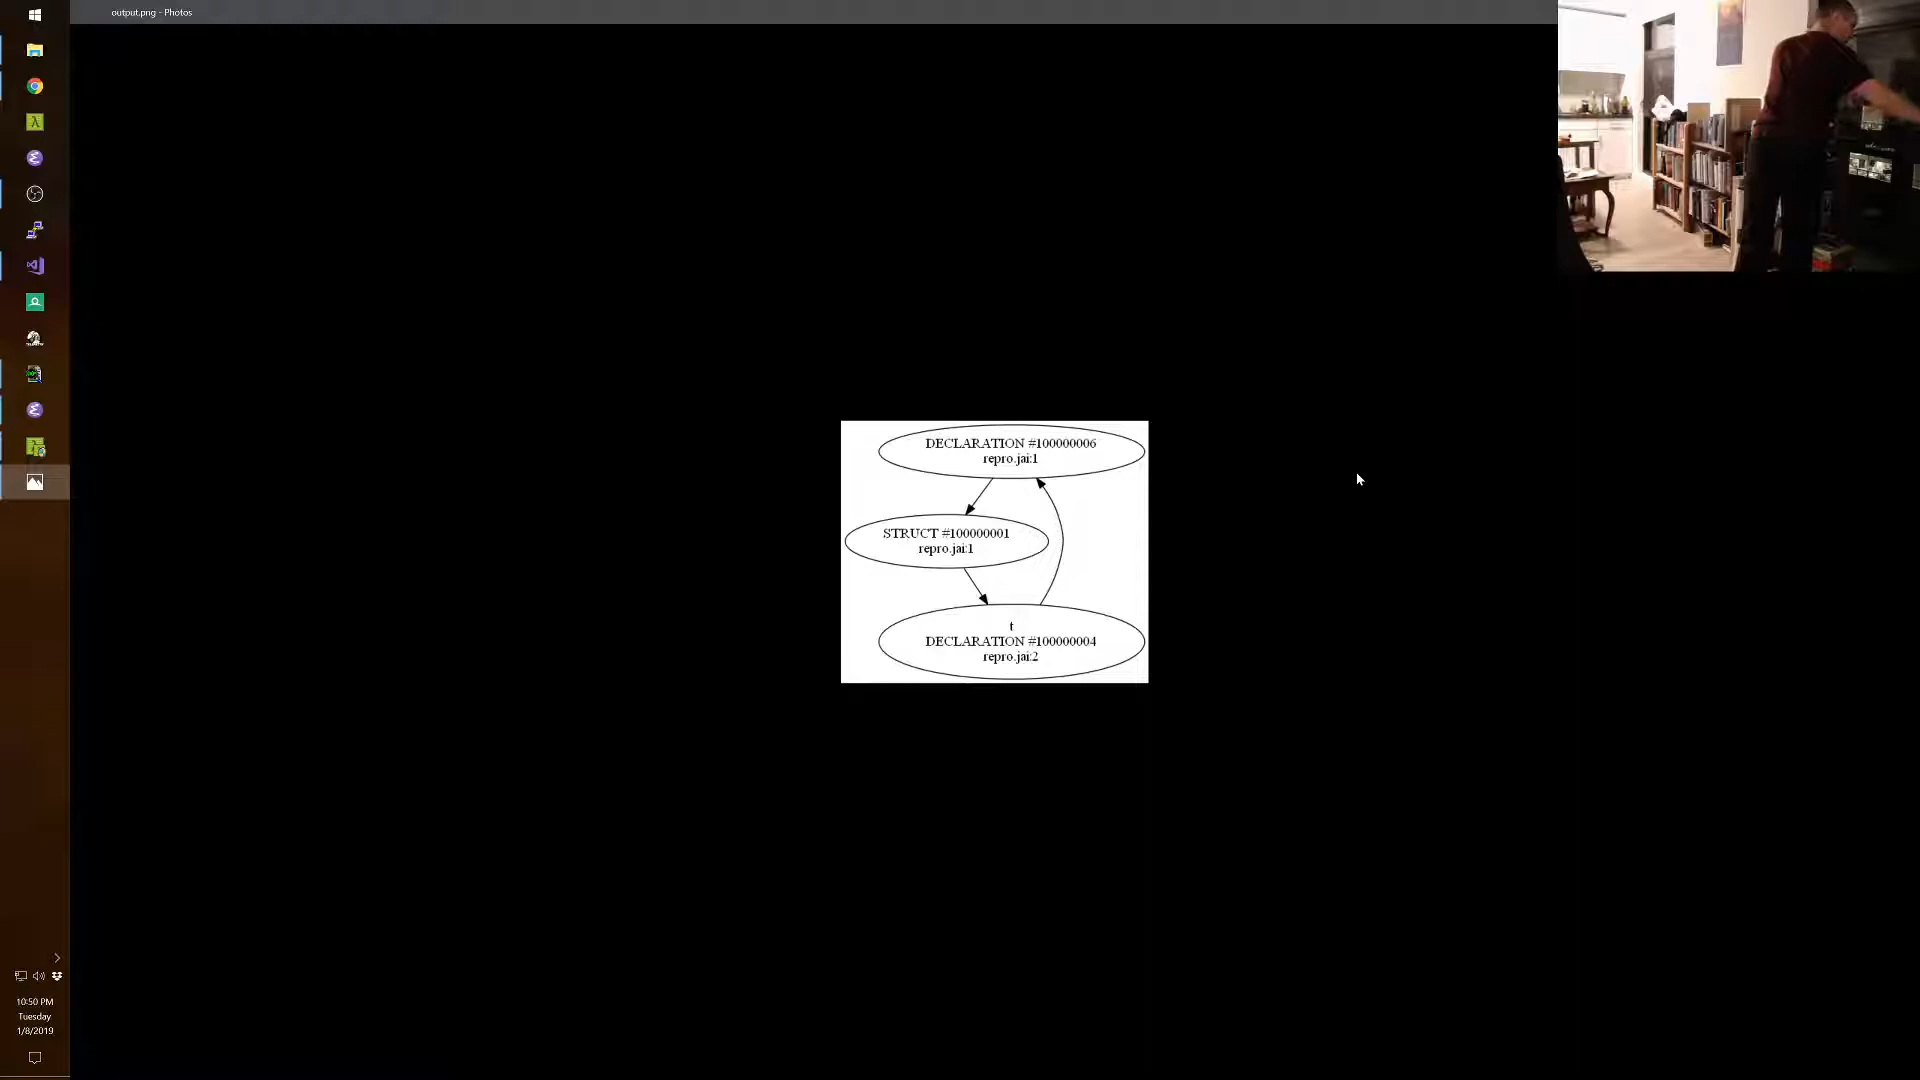 output.png - Photos
DECLARATION #100000006
repro.jai:1
STRUCT #100000001
repro.jai:1
t
DECLARATION #100000004
repro.jai:2
10:50 PM
Tuesday
1/8/2019